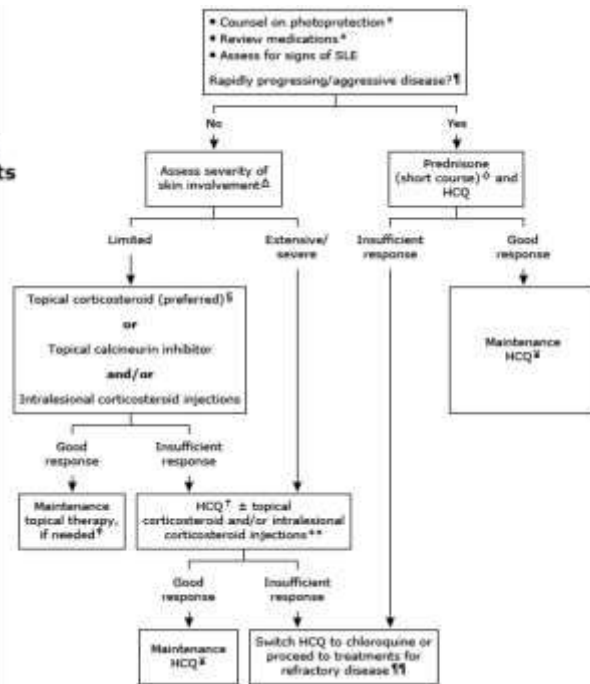 • Counsel on photoprotection*
• Review medications*
• Assess for signs of SLE
Rapidly progressing/aggressive disease?¶
No
Yes
ts
Assess severity of
skin involvementΔ
Prednisone
(short course)◊ and
HCQ
Limited
Extensive/
severe
Insufficient
response
Good
response
Topical corticosteroid (preferred)§
or
Topical calcineurin inhibitor
and/or
Intralesional corticosteroid injections
Maintenance
HCQ¥
Good
response
Insufficient
response
Maintenance
topical therapy,
if needed‡
HCQ† ± topical
corticosteroid and/or intralesional
corticosteroid injections**
Good
response
Insufficient
response
Maintenance
HCQ¥
Switch HCQ to chloroquine or
proceed to treatments for
refractory disease¶¶